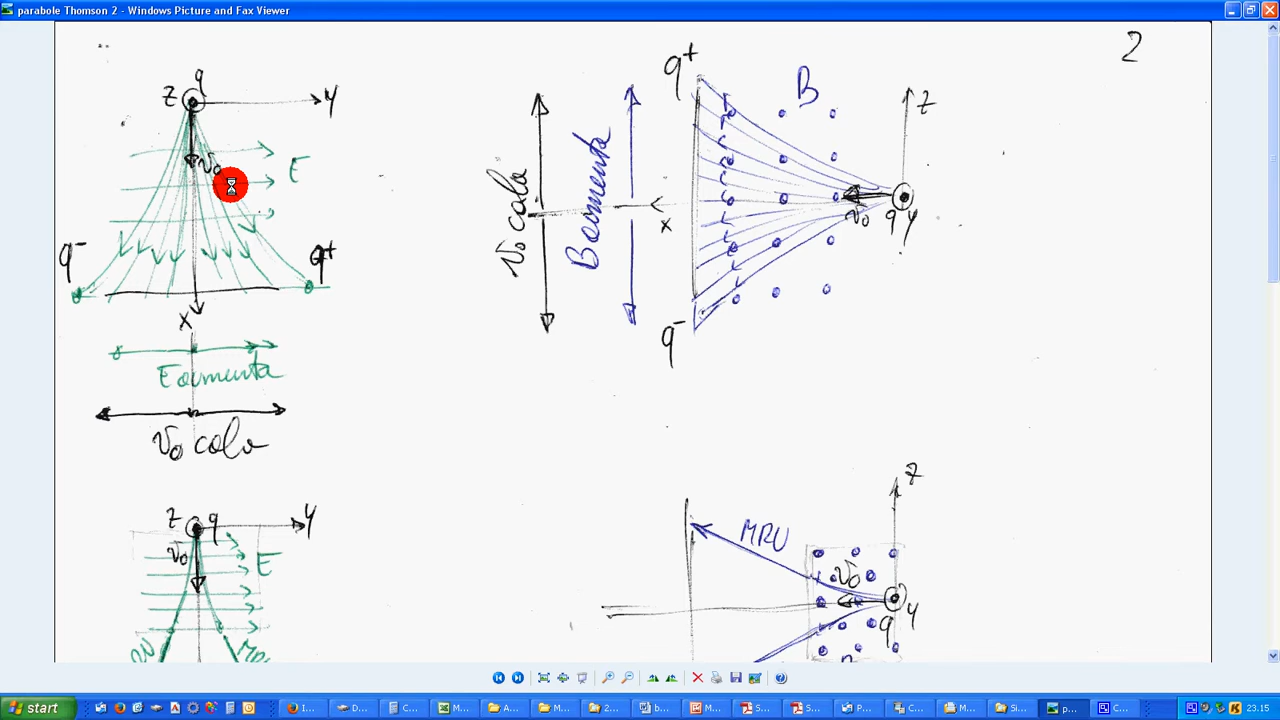 parabole Thomson 2 - Windows Picture and Fax Viewer
2
q
z
y
v₀
E
q⁻
q⁺
x
E aumenta
v₀ cala
q⁺
B
z
v₀ cala
B aumenta
x
v₀
q y
q⁻
z q
y
v₀
E
z
MRU
v₀
y
q
start
23.15